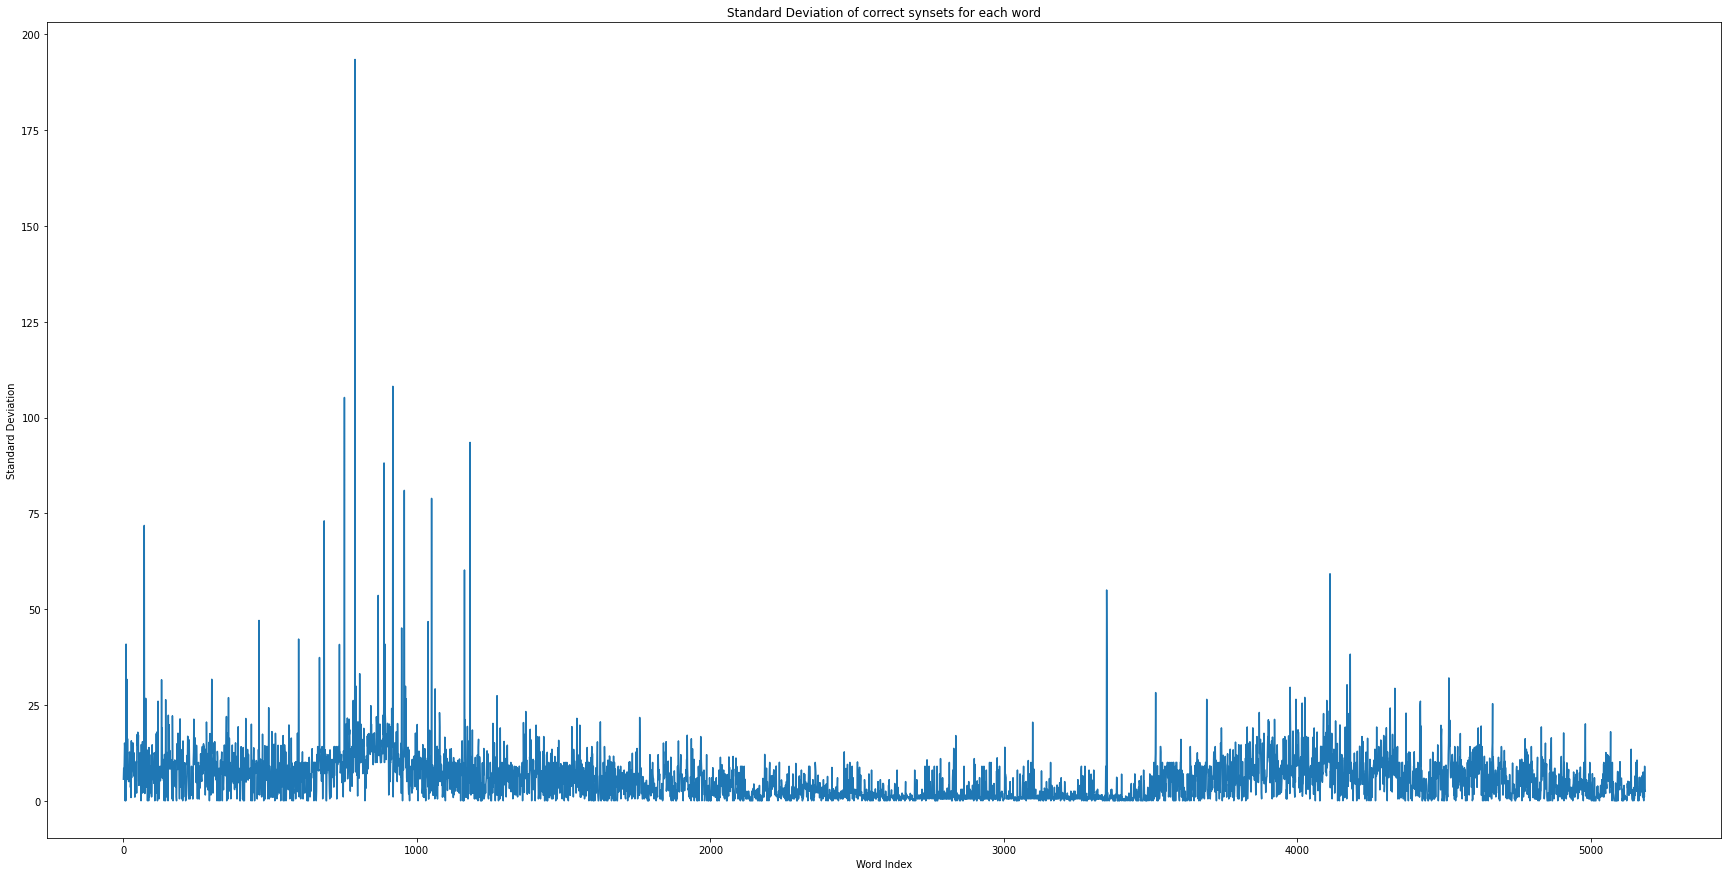 Standard Deviation of correct synsets for each word
200
175
150
125
100
75
50
25
0
Standard Deviation
0 1000 2000 3000 4000 5000
Word Index